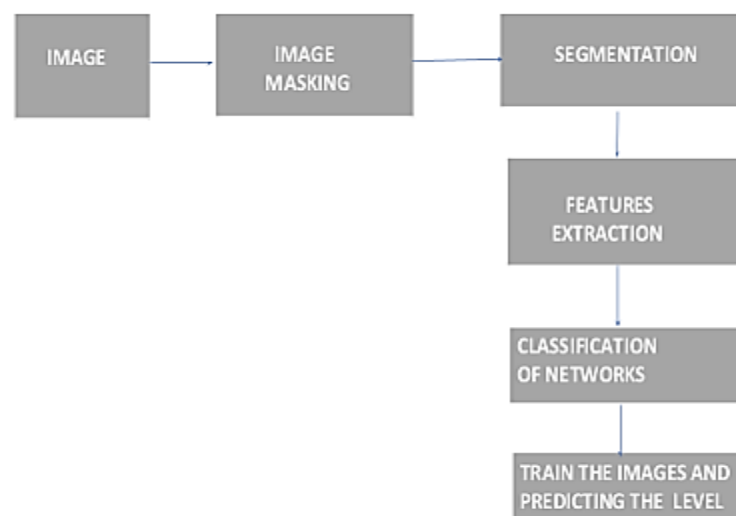 IMAGE
IMAGE
MASKING
SEGMENTATION
FEATURES
EXTRACTION
CLASSIFICATION
OF NETWORKS
TRAIN THE IMAGES AND
PREDICTING THE LEVEL